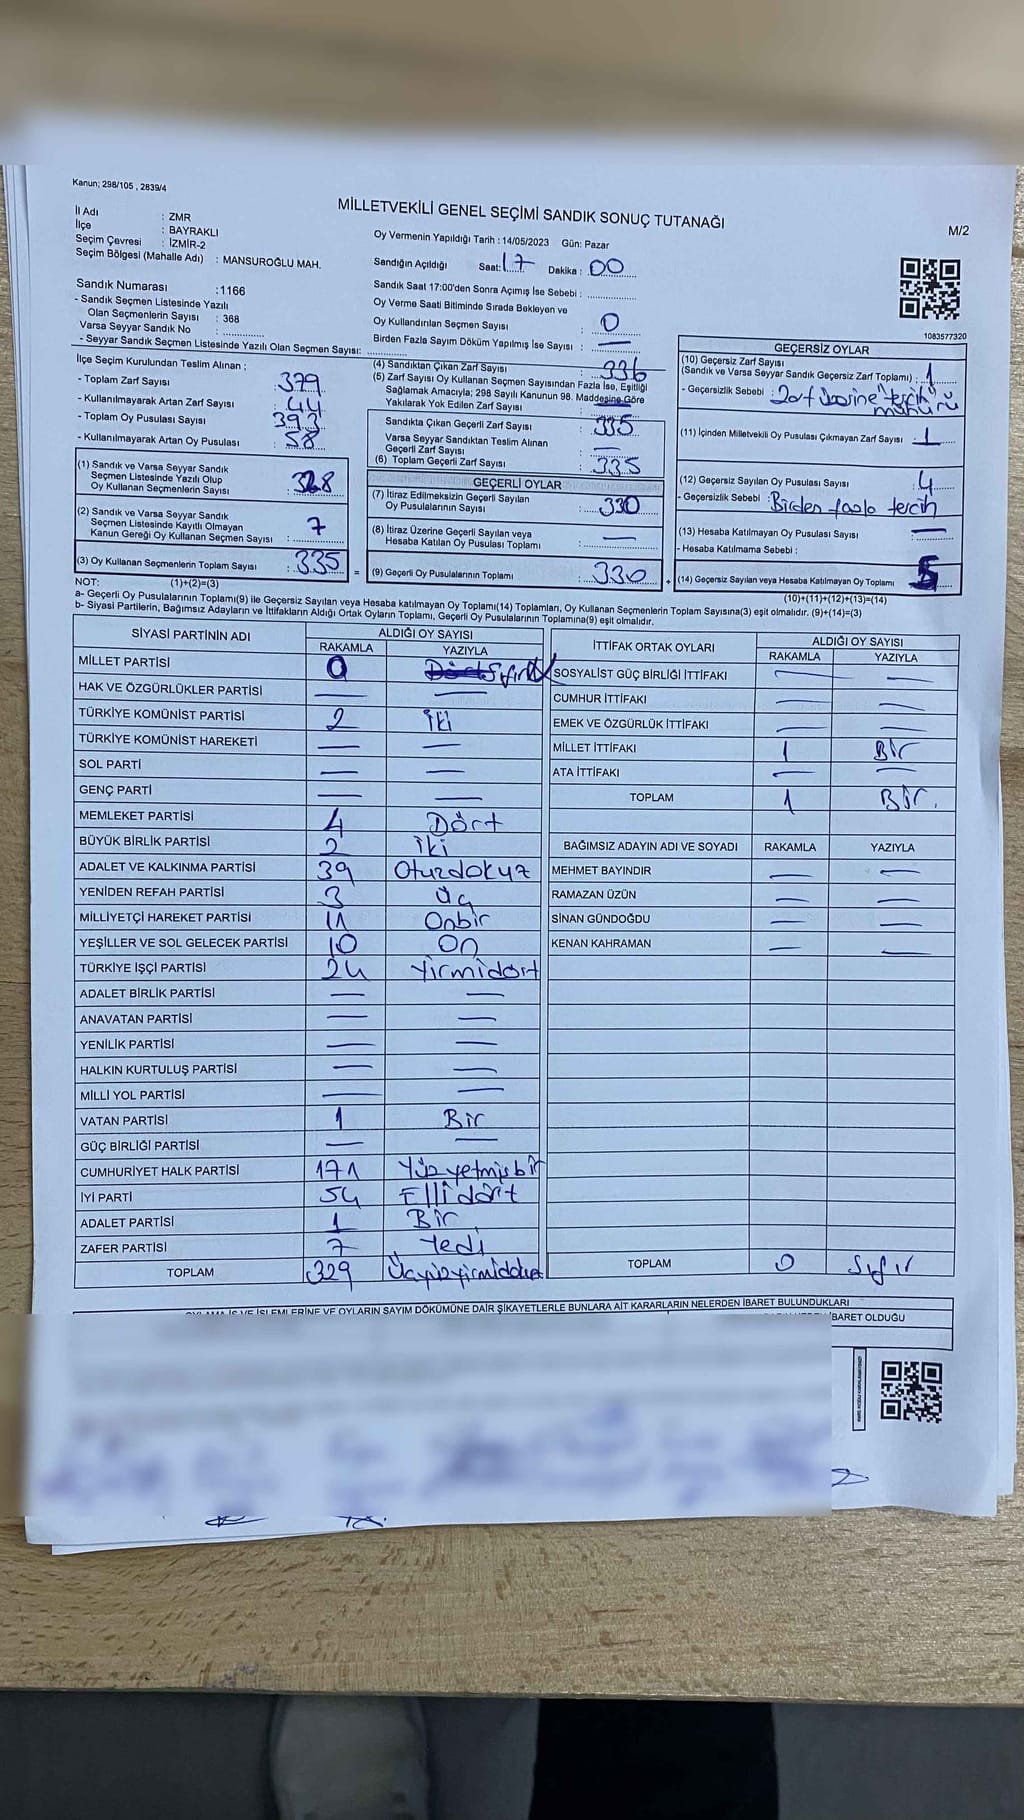 Kanun; 298/105 , 2839/4
MİLLETVEKİLİ GENEL SEÇİMİ SANDIK SONUÇ TUTANAĞI
M/2
İl Adı : ZMR
İlçe : BAYRAKLI
Seçim Çevresi : İZMİR-2
Seçim Bölgesi (Mahalle Adı) : MANSUROĞLU MAH.
Oy Vermenin Yapıldığı Tarih : 14/05/2023 Gün: Pazar
Sandığın Açıldığı Saat: 17 Dakika : 00
Sandık Saat 17:00'den Sonra Açımış İse Sebebi :
Oy Verme Saati Bitiminde Sırada Bekleyen ve
Oy Kullandırılan Seçmen Sayısı : 0
Birden Fazla Sayım Döküm Yapılmış İse Sayısı : —
1083577320
Sandık Numarası :1166
- Sandık Seçmen Listesinde Yazılı
Olan Seçmenlerin Sayısı : 368
Varsa Seyyar Sandık No :
- Seyyar Sandık Seçmen Listesinde Yazılı Olan Seçmen Sayısı:
İlçe Seçim Kurulundan Teslim Alınan :
- Toplam Zarf Sayısı : 379
- Kullanılmayarak Artan Zarf Sayısı : 44
- Toplam Oy Pusulası Sayısı : 393
- Kullanılmayarak Artan Oy Pusulası : 58
(1) Sandık ve Varsa Seyyar Sandık
Seçmen Listesinde Yazılı Olup
Oy Kullanan Seçmenlerin Sayısı : 328
(2) Sandık ve Varsa Seyyar Sandık
Seçmen Listesinde Kayıtlı Olmayan
Kanun Gereği Oy Kullanan Seçmen Sayısı : 7
(3) Oy Kullanan Seçmenlerin Toplam Sayısı : 335
(4) Sandıktan Çıkan Zarf Sayısı : 336
(5) Zarf Sayısı Oy Kullanan Seçmen Sayısından Fazla İse, Eşitliği
Sağlamak Amacıyla; 298 Sayılı Kanunun 98. Maddesine Göre
Yakılarak Yok Edilen Zarf Sayısı :
Sandıkta Çıkan Geçerli Zarf Sayısı : 335
Varsa Seyyar Sandıktan Teslim Alınan
Geçerli Zarf Sayısı : —
(6) Toplam Geçerli Zarf Sayısı : 335
GEÇERLİ OYLAR
(7) İtiraz Edilmeksizin Geçerli Sayılan
Oy Pusulalarının Sayısı : 330
(8) İtiraz Üzerine Geçerli Sayılan veya
Hesaba Katılan Oy Pusulası Toplamı : —
= (9) Geçerli Oy Pusulalarının Toplamı : 330 +
GEÇERSİZ OYLAR
(10) Geçersiz Zarf Sayısı
(Sandık ve Varsa Seyyar Sandık Geçersiz Zarf Toplamı) : 1
- Geçersizlik Sebebi : Zarf üzerine "tercih"
mührü
(11) İçinden Milletvekili Oy Pusulası Çıkmayan Zarf Sayısı : 1
(12) Geçersiz Sayılan Oy Pusulası Sayısı : 4
- Geçersizlik Sebebi : Birden fazla tercih
(13) Hesaba Katılmayan Oy Pusulası Sayısı : —
- Hesaba Katılmama Sebebi :
(14) Geçersiz Sayılan veya Hesaba Katılmayan Oy Toplamı : 5
NOT: (1)+(2)=(3)
(10)+(11)+(12)+(13)=(14)
a- Geçerli Oy Pusulalarının Toplamı(9) ile Geçersiz Sayılan veya Hesaba katılmayan Oy Toplamı(14) Toplamları, Oy Kullanan Seçmenlerin Toplam Sayısına(3) eşit olmalıdır. (9)+(14)=(3)
b- Siyasi Partilerin, Bağımsız Adayların ve İttifakların Aldığı Ortak Oyların Toplamı, Geçerli Oy Pusulalarının Toplamına(9) eşit olmalıdır.
SİYASİ PARTİNİN ADI ALDIĞI OY SAYISI
RAKAMLA YAZIYLA
MİLLET PARTİSİ 0 Sıfır
HAK VE ÖZGÜRLÜKLER PARTİSİ — —
TÜRKİYE KOMÜNİST PARTİSİ 2 İki
TÜRKİYE KOMÜNİST HAREKETİ — —
SOL PARTİ — —
GENÇ PARTİ — —
MEMLEKET PARTİSİ 4 Dört
BÜYÜK BİRLİK PARTİSİ 2 İki
ADALET VE KALKINMA PARTİSİ 39 Otuzdokuz
YENİDEN REFAH PARTİSİ 3 Üç
MİLLİYETÇİ HAREKET PARTİSİ 11 Onbir
YEŞİLLER VE SOL GELECEK PARTİSİ 10 On
TÜRKİYE İŞÇİ PARTİSİ 24 Yirmidört
ADALET BİRLİK PARTİSİ — —
ANAVATAN PARTİSİ — —
YENİLİK PARTİSİ — —
HALKIN KURTULUŞ PARTİSİ — —
MİLLİ YOL PARTİSİ — —
VATAN PARTİSİ 1 Bir
GÜÇ BİRLİĞİ PARTİSİ — —
CUMHURİYET HALK PARTİSİ 171 Yüzyetmişbir
İYİ PARTİ 54 Ellidört
ADALET PARTİSİ 1 Bir
ZAFER PARTİSİ 7 Yedi
TOPLAM 329 Üçyüzyirmidokuz
İTTİFAK ORTAK OYLARI ALDIĞI OY SAYISI
RAKAMLA YAZIYLA
SOSYALİST GÜÇ BİRLİĞİ İTTİFAKI — —
CUMHUR İTTİFAKI — —
EMEK VE ÖZGÜRLÜK İTTİFAKI — —
MİLLET İTTİFAKI 1 Bir
ATA İTTİFAKI — —
TOPLAM 1 Bir.
BAĞIMSIZ ADAYIN ADI VE SOYADI RAKAMLA YAZIYLA
MEHMET BAYINDIR — —
RAMAZAN ÜZÜN — —
SİNAN GÜNDOĞDU — —
KENAN KAHRAMAN — —
TOPLAM 0 Sıfır
OYLAMA İŞ VE İŞLEMLERİNE VE OYLARIN SAYIM DÖKÜMÜNE DAİR ŞİKAYETLERLE BUNLARA AİT KARARLARIN NELERDEN İBARET BULUNDUKLARI
İBARET OLDUĞU